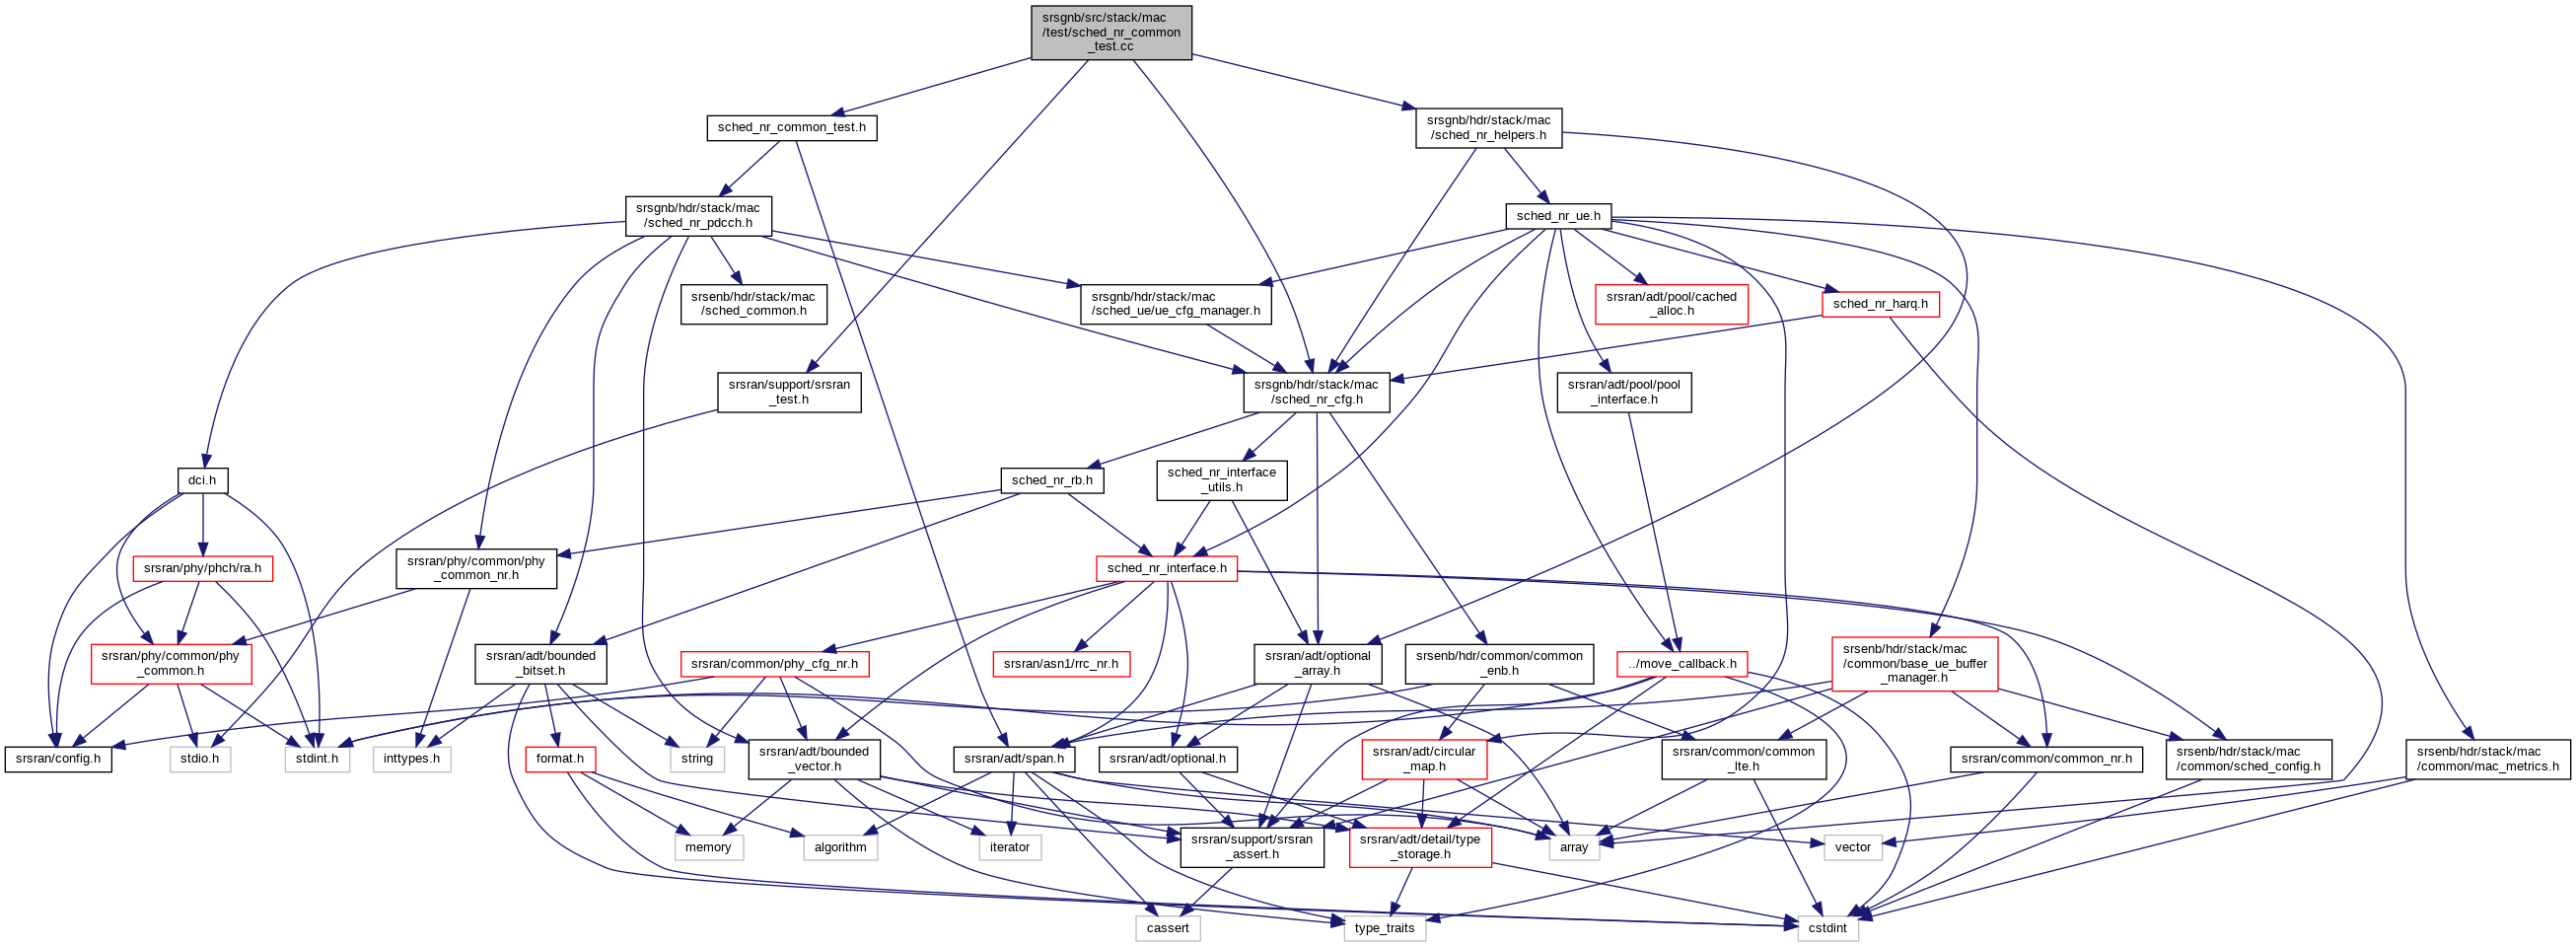 srsgnb/src/stack/mac
/test/sched_nr_common
_test.cc
sched_nr_common_test.h
srsgnb/hdr/stack/mac
/sched_nr_helpers.h
srsgnb/hdr/stack/mac
/sched_nr_pdcch.h
sched_nr_ue.h
srsenb/hdr/stack/mac
/sched_common.h
srsgnb/hdr/stack/mac
/sched_ue/ue_cfg_manager.h
srsran/adt/pool/cached
_alloc.h
sched_nr_harq.h
srsran/support/srsran
_test.h
srsgnb/hdr/stack/mac
/sched_nr_cfg.h
srsran/adt/pool/pool
_interface.h
dci.h
sched_nr_rb.h
sched_nr_interface
_utils.h
srsran/phy/phch/ra.h
srsran/phy/common/phy
_common_nr.h
sched_nr_interface.h
srsran/phy/common/phy
_common.h
srsran/adt/bounded
_bitset.h
srsran/common/phy_cfg_nr.h
srsran/asn1/rrc_nr.h
srsran/adt/optional
_array.h
srsenb/hdr/common/common
_enb.h
../move_callback.h
srsenb/hdr/stack/mac
/common/base_ue_buffer
_manager.h
srsran/config.h
stdio.h
stdint.h
inttypes.h
format.h
string
srsran/adt/bounded
_vector.h
srsran/adt/span.h
srsran/adt/optional.h
srsran/adt/circular
_map.h
srsran/common/common
_lte.h
srsran/common/common_nr.h
srsenb/hdr/stack/mac
/common/sched_config.h
srsenb/hdr/stack/mac
/common/mac_metrics.h
memory
algorithm
iterator
srsran/support/srsran
_assert.h
srsran/adt/detail/type
_storage.h
array
vector
cassert
type_traits
cstdint